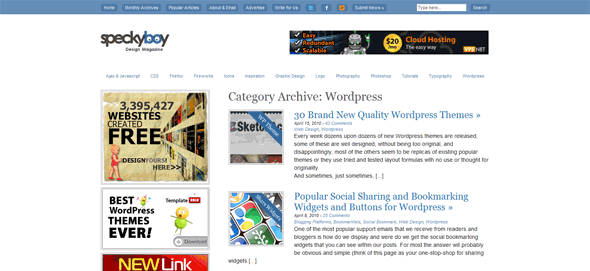 Home Monthly Archives Popular Articles About & Email Advertise Write for Us Submit News » Type here... Search
speckyboy
Design Magazine
Easy
Redundant
Scalable
$20 Cloud Hosting
The easy way
VPS.NET
Ajax & Javascript CSS Firefox Fireworks Icons Inspiration Graphic Design Logo Photography Photoshop Tutorials Typography Wordpress
3,395,427
WEBSITES
CREATED
FREE
DESIGN YOURS!
HERE>>
BEST
WORDPRESS
THEMES
EVER!
Template SALE
Download
NEW Link
Category Archive: Wordpress
WP Theme
30 Brand New Quality Wordpress Themes »
April 15, 2010 - 43 Comments
Web Design, Wordpress
Every week dozens upon dozens of new Wordpress themes are released,
some of these are well designed, without being too original, and
disappointingly, most of the others seem to be replicas of existing popular
themes or they use tried and tested layout formulas with no use or thought for
originality.
And sometimes, just sometimes, [...]
Popular Social Sharing and Bookmarking
Widgets and Buttons for Wordpress »
April 8, 2010 - 25 Comments
Blogging Platforms, Bookmarklets, Social Bookmark, Web Design, Wordpress
One of the most popular support emails that we receive from readers and
bloggers is how do we display and were do we get the social bookmarking
widgets that you can see within our posts. For most the answer will probably
be obvious and simple (think of this page as your one-stop-shop for sharing
widgets [...]